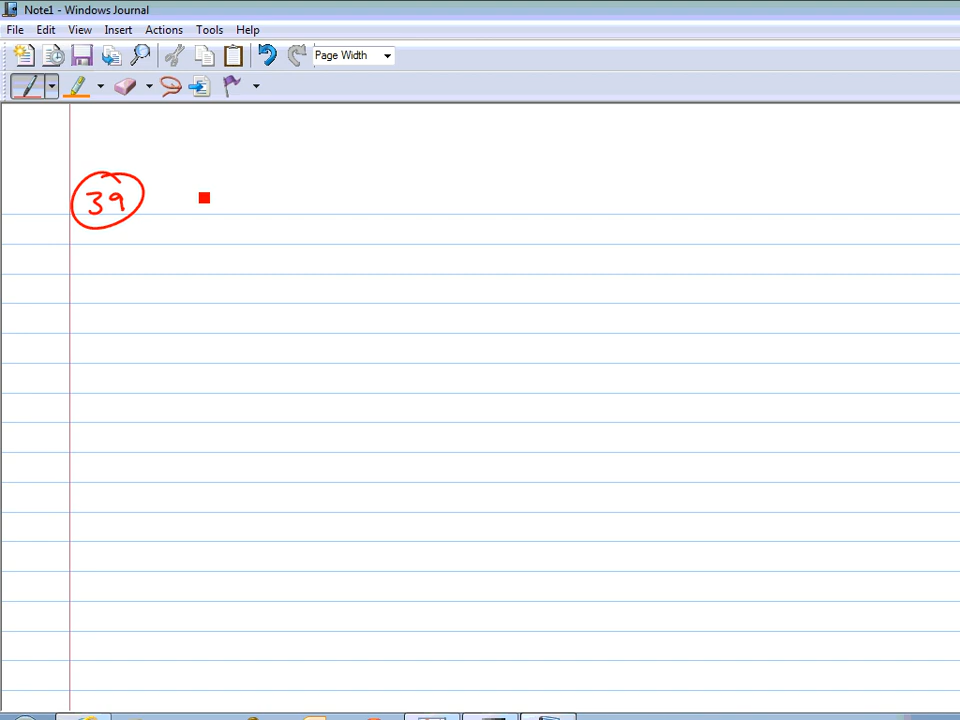 Note1 - Windows Journal
File Edit View Insert Actions Tools Help
Page Width
39